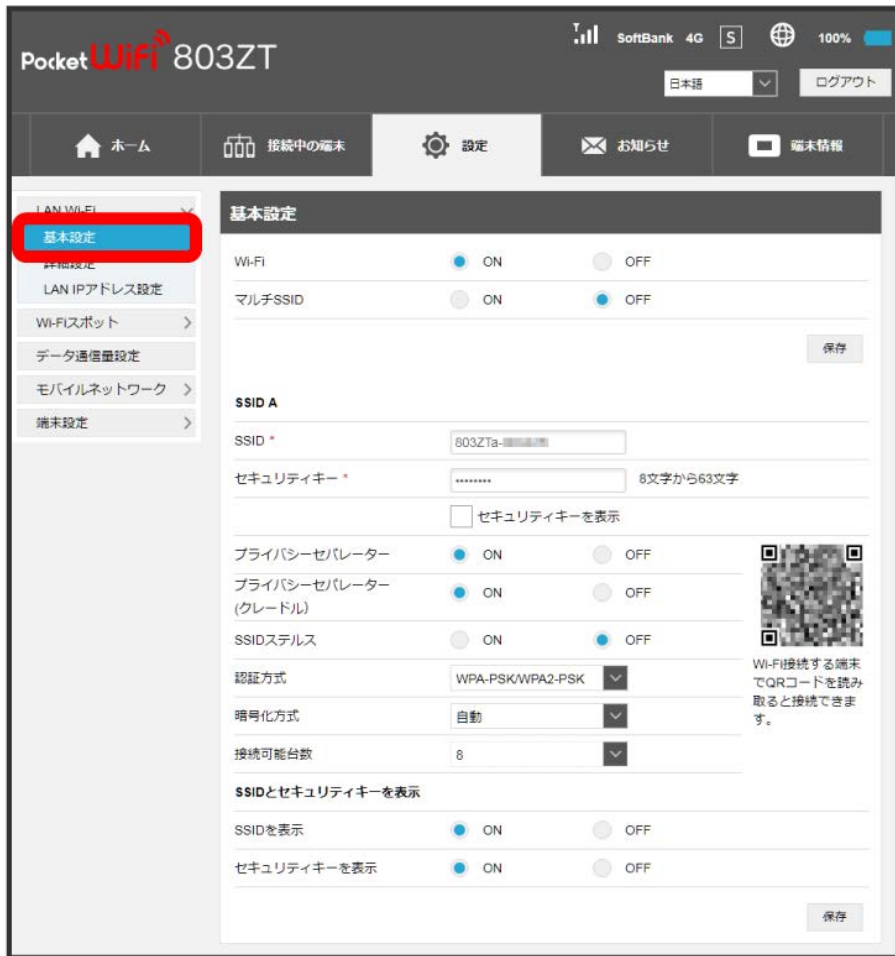 Pocket WiFi 803ZT
SoftBank 4G S 100%
日本語
ログアウト
ホーム
接続中の端末
設定
お知らせ
端末情報
LAN Wi-Fi
基本設定
詳細設定
LAN IPアドレス設定
Wi-Fiスポット
データ通信量設定
モバイルネットワーク
端末設定
基本設定
Wi-Fi ON OFF
マルチSSID ON OFF
保存
SSID A
SSID * 803ZTa-
セキュリティキー * •••••••• 8文字から63文字
セキュリティキーを表示
プライバシーセパレーター ON OFF
プライバシーセパレーター
(クレードル) ON OFF
SSIDステルス ON OFF
認証方式 WPA-PSK/WPA2-PSK
暗号化方式 自動
接続可能台数 8
Wi-Fi接続する端末
でQRコードを読み
取ると接続できま
す。
SSIDとセキュリティキーを表示
SSIDを表示 ON OFF
セキュリティキーを表示 ON OFF
保存